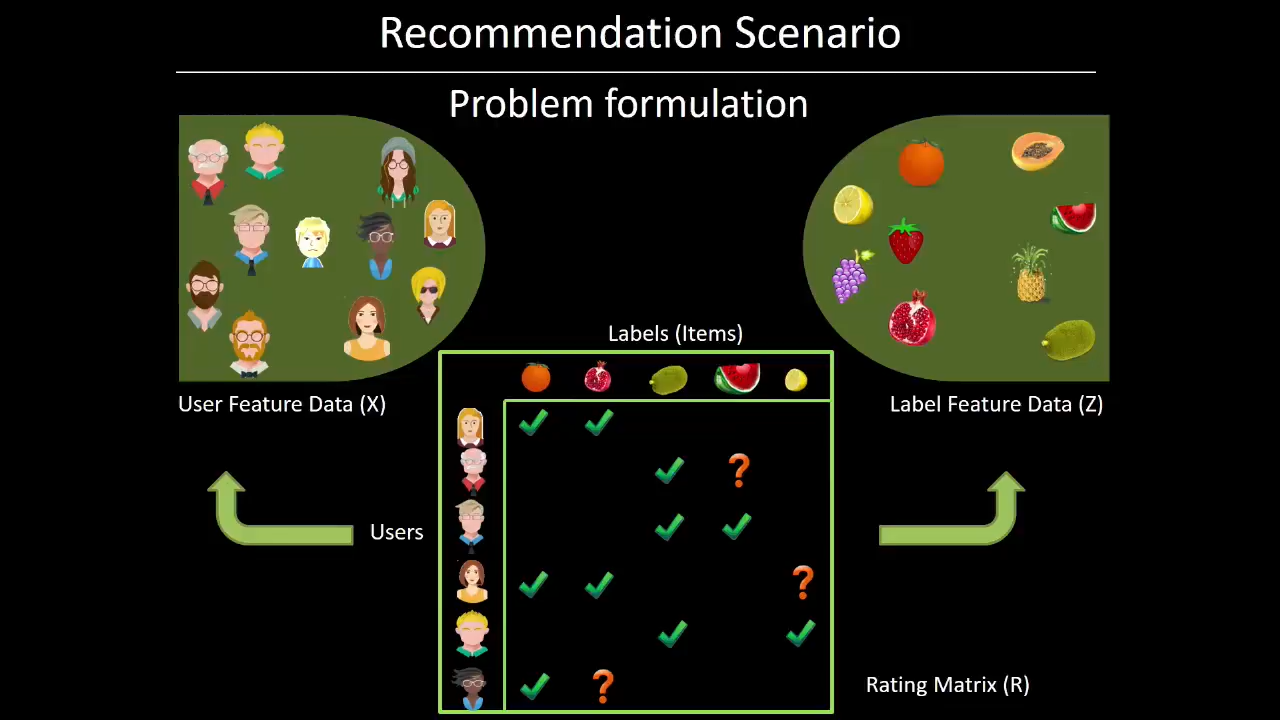 Recommendation Scenario
Problem formulation
Labels (Items)
User Feature Data (X)
Label Feature Data (Z)
Users
Rating Matrix (R)